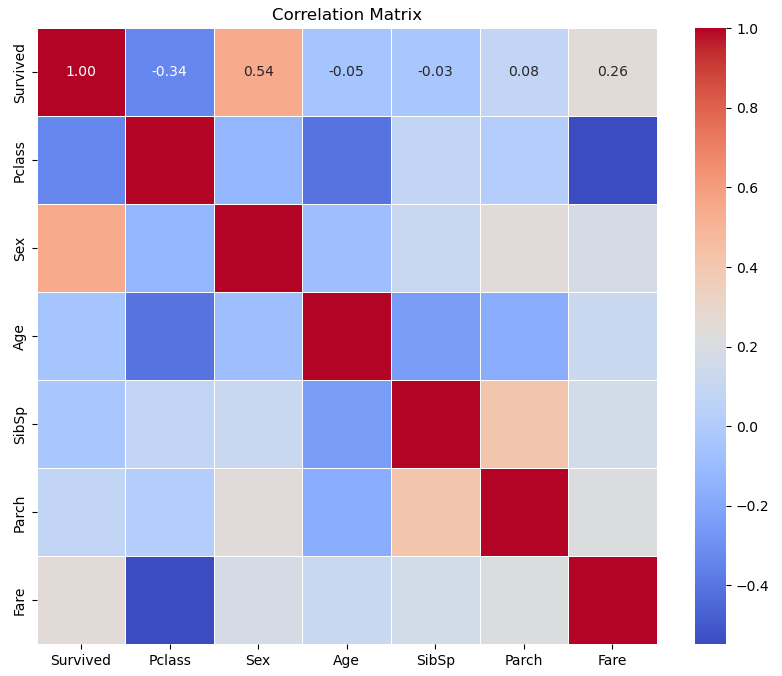 Correlation Matrix
Survived 1.00 -0.34 0.54 -0.05 -0.03 0.08 0.26
Pclass
Sex
Age
SibSp
Parch
Fare
Survived Pclass Sex Age SibSp Parch Fare
1.0
0.8
0.6
0.4
0.2
0.0
−0.2
−0.4